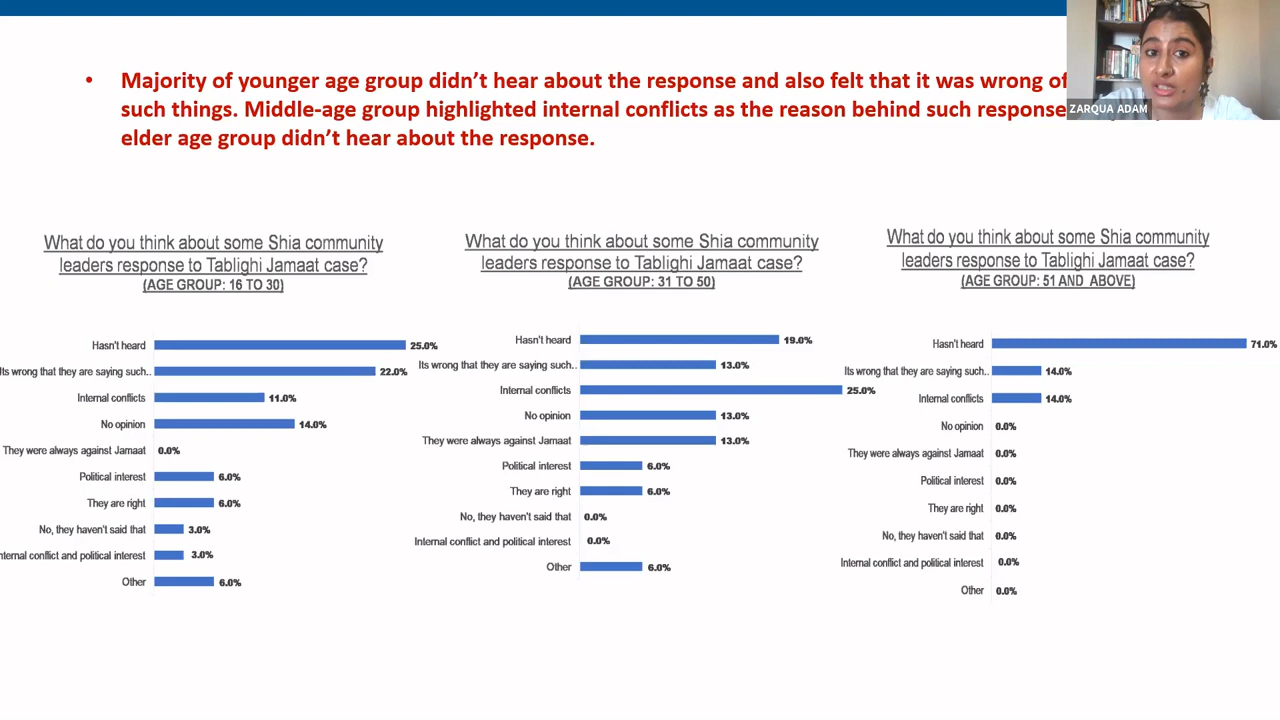 • Majority of younger age group didn't hear about the response and also felt that it was wrong of
such things. Middle-age group highlighted internal conflicts as the reason behind such response
elder age group didn't hear about the response.
ZARQUA ADAM
What do you think about some Shia community
leaders response to Tablighi Jamaat case?
(AGE GROUP: 16 TO 30)
Hasn't heard 25.0%
Its wrong that they are saying such.. 22.0%
Internal conflicts 11.0%
No opinion 14.0%
They were always against Jamaat 0.0%
Political interest 6.0%
They are right 6.0%
No, they haven't said that 3.0%
nternal conflict and political interest 3.0%
Other 6.0%
What do you think about some Shia community
leaders response to Tablighi Jamaat case?
(AGE GROUP: 31 TO 50)
Hasn't heard 19.0%
Its wrong that they are saying such.. 13.0%
Internal conflicts 25.0%
No opinion 13.0%
They were always against Jamaat 13.0%
Political interest 6.0%
They are right 6.0%
No, they haven't said that 0.0%
Internal conflict and political interest 0.0%
Other 6.0%
What do you think about some Shia community
leaders response to Tablighi Jamaat case?
(AGE GROUP: 51 AND ABOVE)
Hasn't heard 71.0%
Its wrong that they are saying such.. 14.0%
Internal conflicts 14.0%
No opinion 0.0%
They were always against Jamaat 0.0%
Political interest 0.0%
They are right 0.0%
No, they haven't said that 0.0%
Internal conflict and political interest 0.0%
Other 0.0%